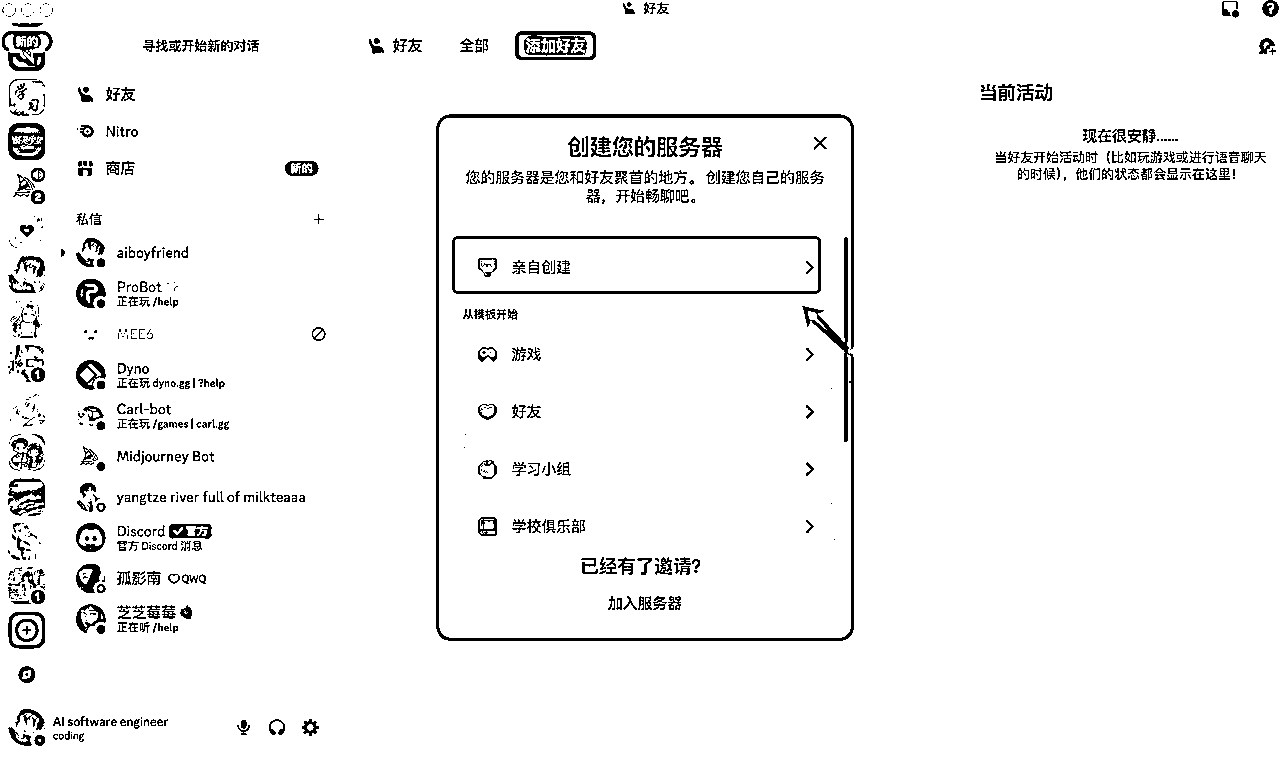 好友
新的
寻找或开始新的对话
好友
全部
添加好友
学习
好友
Nitro
商店
新的
私信
aiboyfriend
ProBot
正在玩 /help
MEE6
Dyno
正在玩 dyno.gg | ?help
Carl-bot
正在玩 /games | carl.gg
Midjourney Bot
yangtze river full of milkteaaa
Discord 官方
官方 Discord 消息
孤影南 QWQ
芝芝莓莓
正在听 /help
2
1
1
AI software engineer
coding
创建您的服务器
您的服务器是您和好友聚首的地方。创建您自己的服务
器，开始畅聊吧。
亲自创建
从模板开始
游戏
好友
学习小组
学校俱乐部
已经有了邀请？
加入服务器
当前活动
现在很安静……
当好友开始活动时（比如玩游戏或进行语音聊天
的时候），他们的状态都会显示在这里！